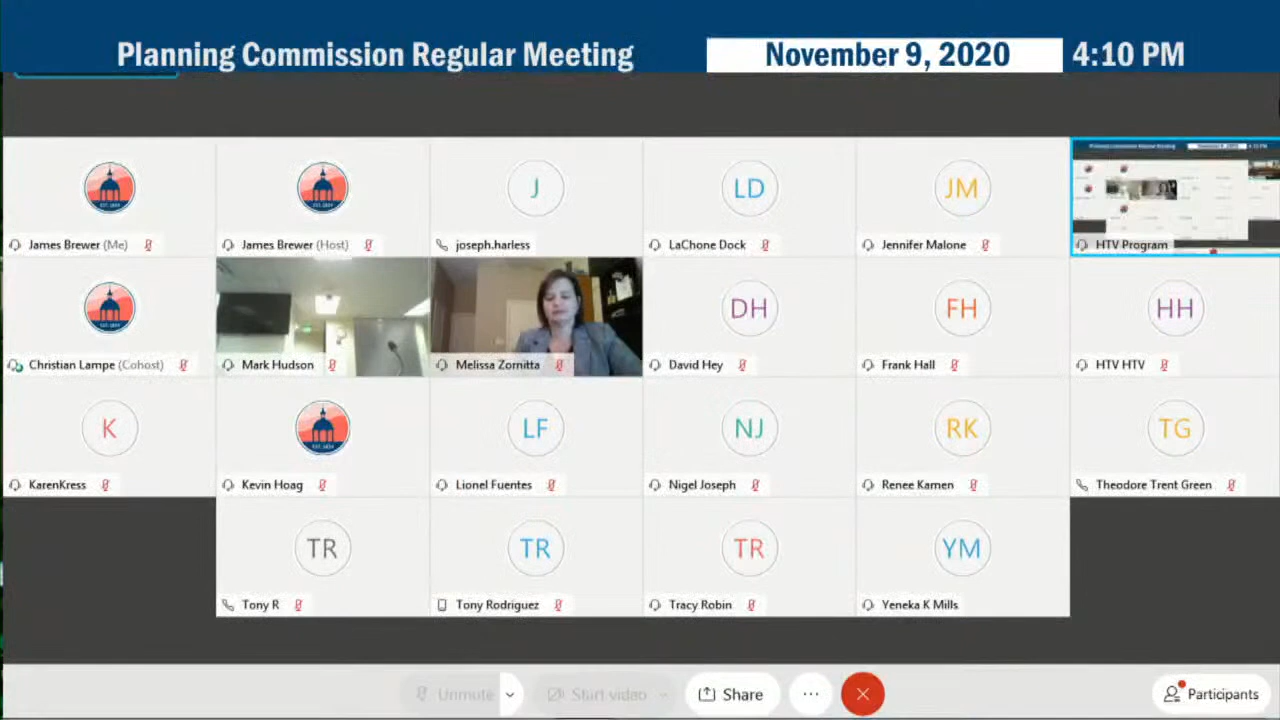 Planning Commission Regular Meeting
November 9, 2020
4:10 PM
J
LD
JM
James Brewer (Me)
James Brewer (Host)
joseph.harless
LaChone Dock
Jennifer Malone
HTV Program
DH
FH
HH
Christian Lampe (Cohost)
Mark Hudson
Melissa Zornitta
David Hey
Frank Hall
HTV HTV
K
LF
NJ
RK
TG
KarenKress
Kevin Hoag
Lionel Fuentes
Nigel Joseph
Renee Kamen
Theodore Trent Green
TR
TR
TR
YM
Tony R
Tony Rodriguez
Tracy Robin
Yeneka K Mills
Unmute
Start video
Share
Participants